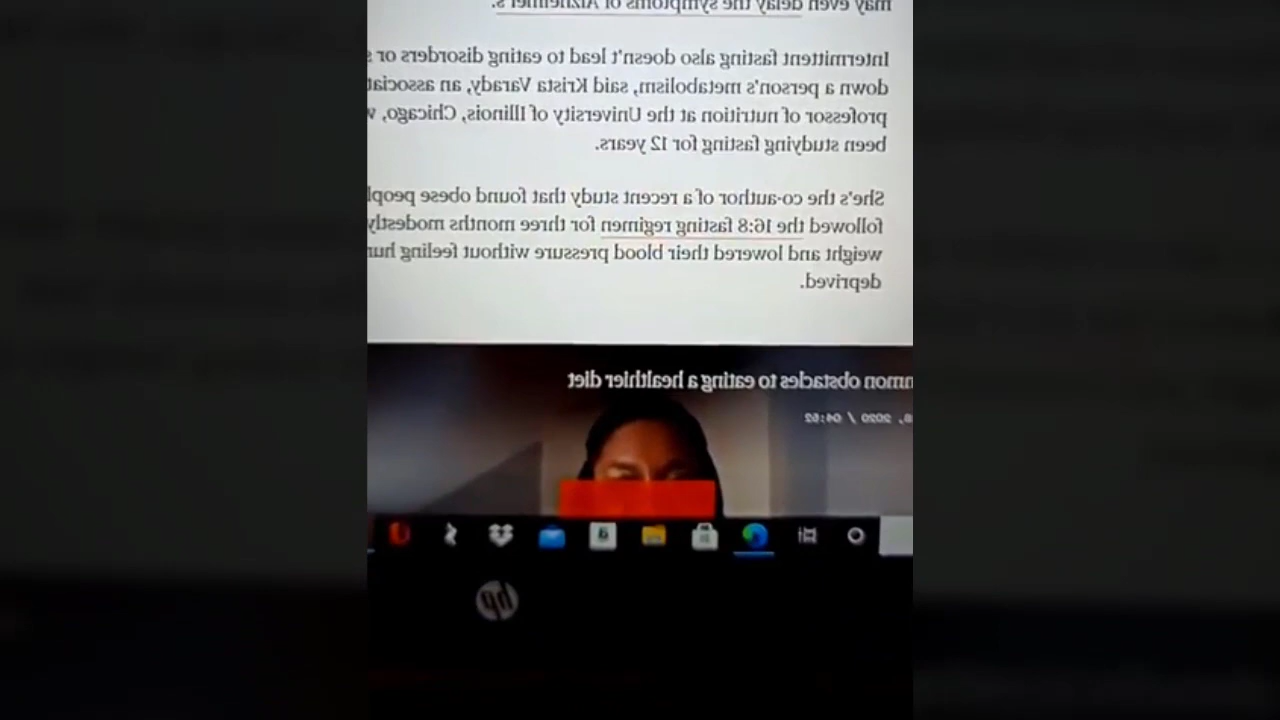 may even delay the symptoms of Alzheimer's.
Intermittent fasting also doesn't lead to eating disorders or
down a person's metabolism, said Krista Varady, an associat
professor of nutrition at the University of Illinois, Chicago,
been studying fasting for 12 years.
She's the co-author of a recent study that found obese peopl
followed the 16:8 fasting regimen for three months modestly
weight and lowered their blood pressure without feeling hun
deprived.
mmon obstacles to eating a healthier diet
, 2020 / 04:52
hp